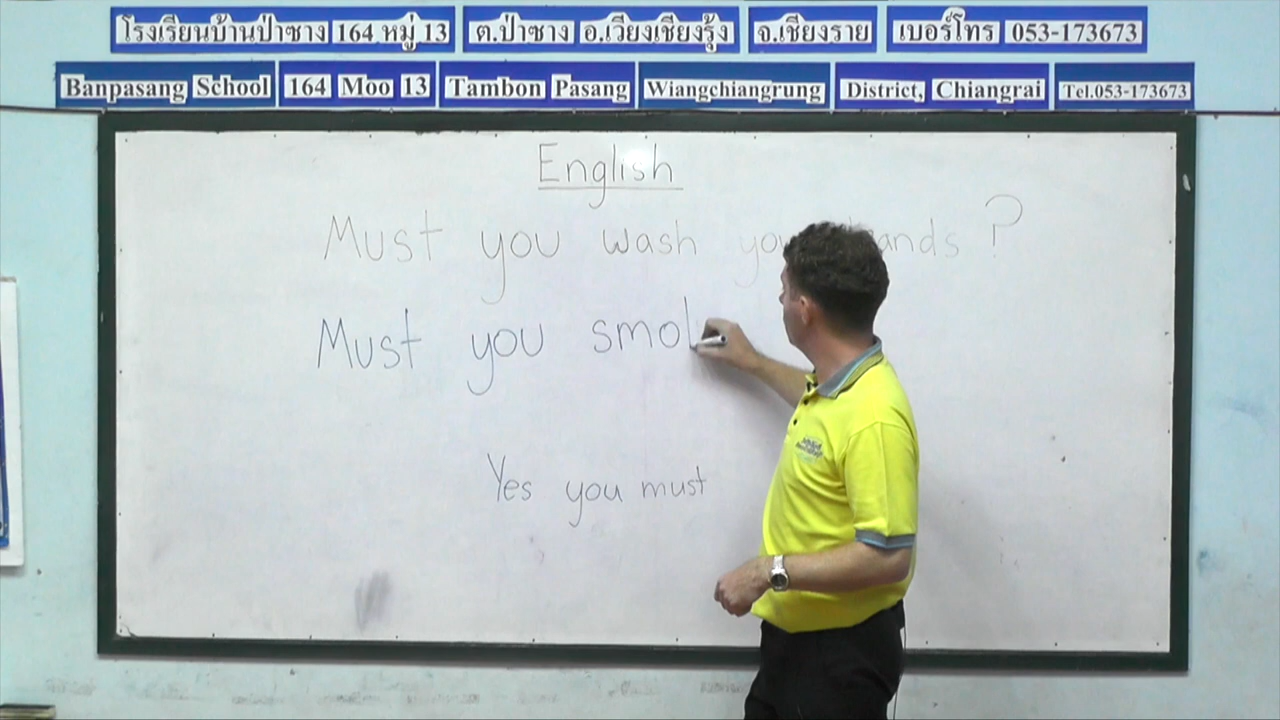 โรงเรียนบ้านป่าซาง 164 หมู่ 13 ต.ป่าซาง อ.เวียงเชียงรุ้ง จ.เชียงราย เบอร์โทร 053-173673
Banpasang School 164 Moo 13 Tambon Pasang Wiangchiangrung District, Chiangrai Tel.053-173673
English
Must you wash you ands ?
Must you smo
Yes you must